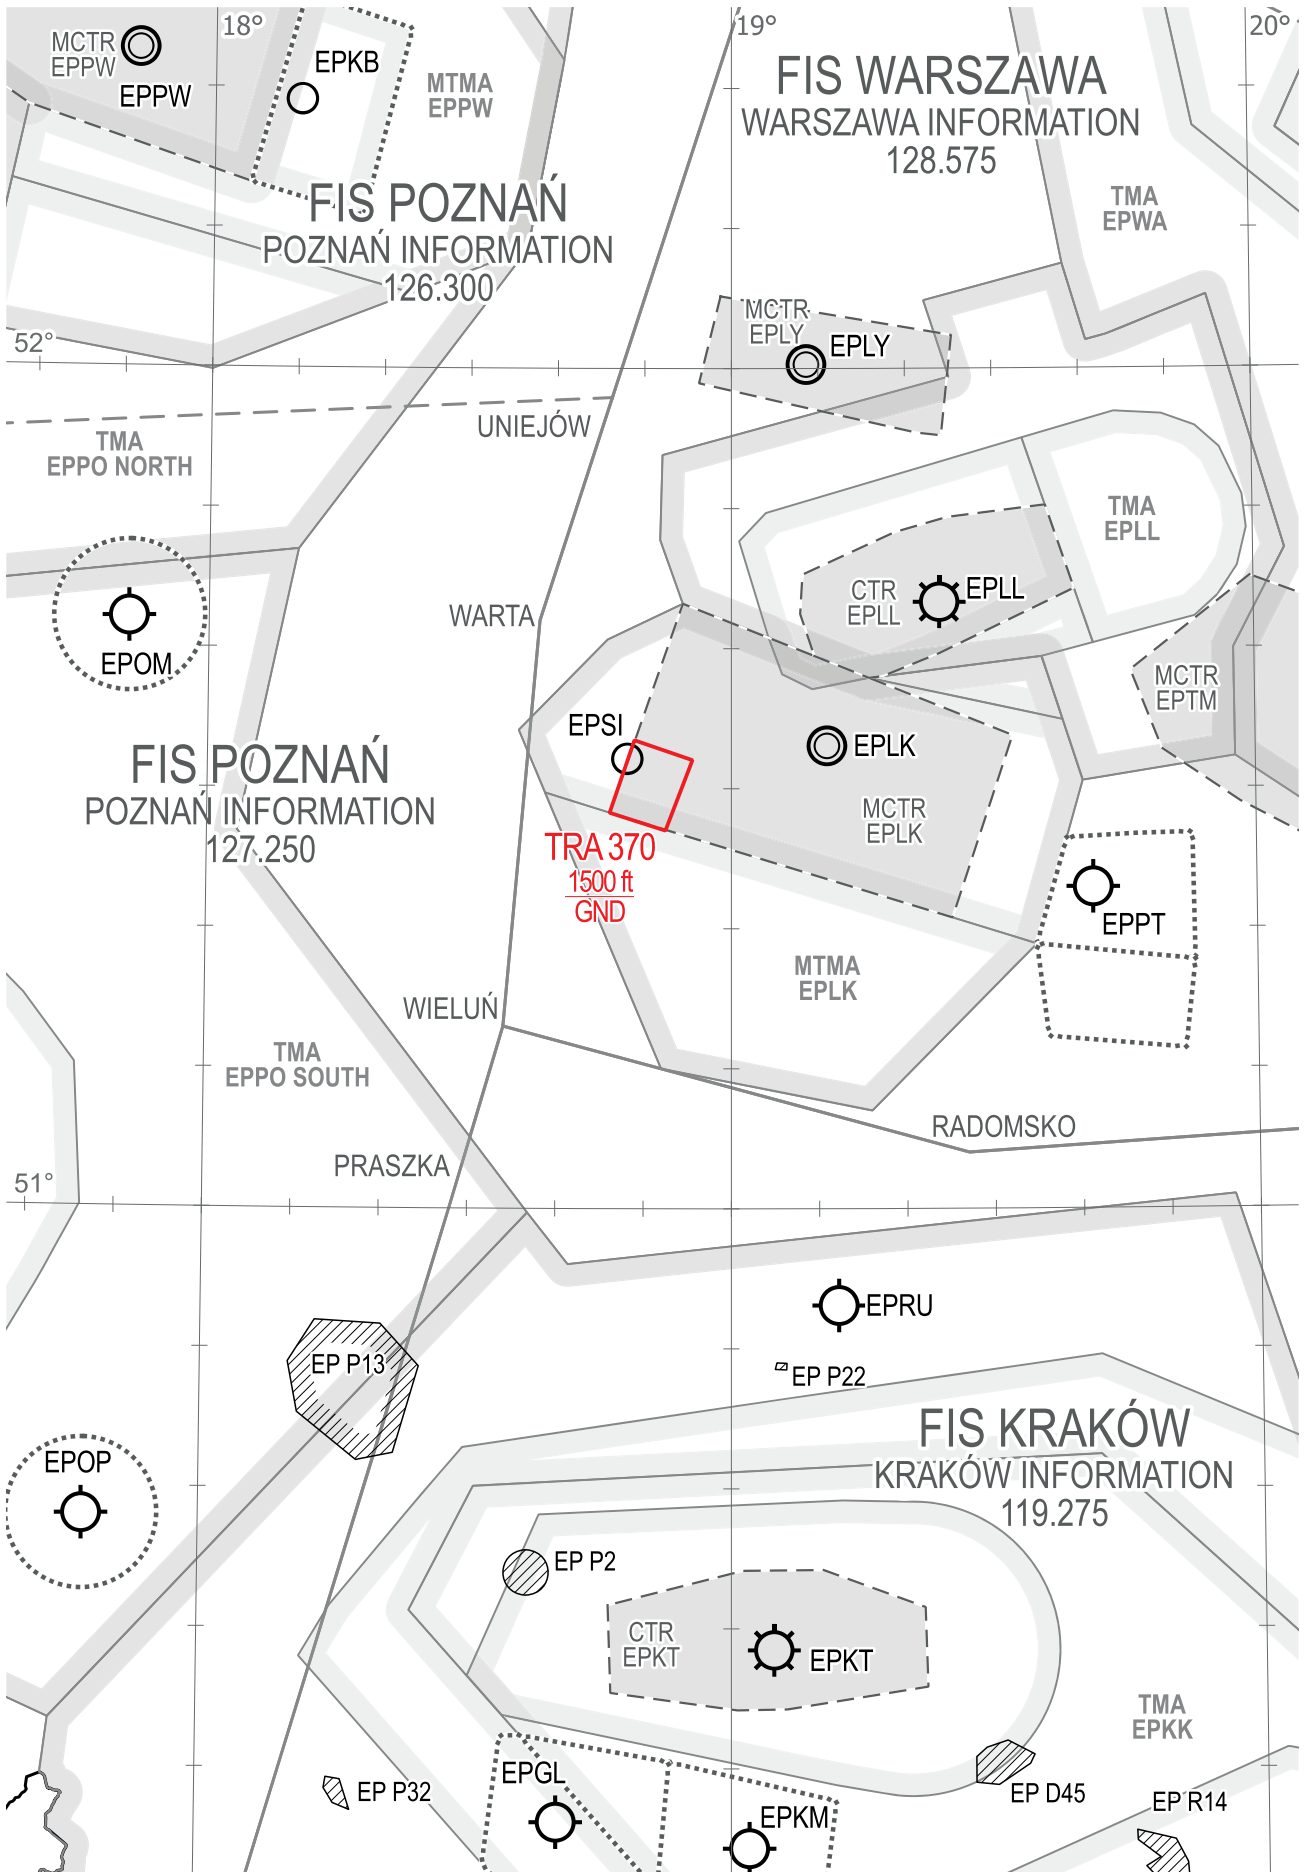 18°
19°
20°
MCTR
EPPW
EPPW
EPKB
MTMA
EPPW
FIS WARSZAWA
WARSZAWA INFORMATION
128.575
FIS POZNAŃ
POZNAŃ INFORMATION
126.300
TMA
EPWA
52°
MCTR
EPLY
EPLY
UNIEJÓW
TMA
EPPO NORTH
TMA
EPLL
CTR
EPLL
EPLL
WARTA
EPOM
MCTR
EPTM
EPSI
EPLK
FIS POZNAŃ
POZNAŃ INFORMATION
127.250
MCTR
EPLK
TRA 370
1500 ft
GND
EPPT
MTMA
EPLK
WIELUŃ
TMA
EPPO SOUTH
RADOMSKO
PRASZKA
51°
EPRU
EP P13
EP P22
FIS KRAKÓW
KRAKÓW INFORMATION
119.275
EPOP
EP P2
CTR
EPKT
EPKT
TMA
EPKK
EPGL
EP P32
EP D45
EP R14
EPKM